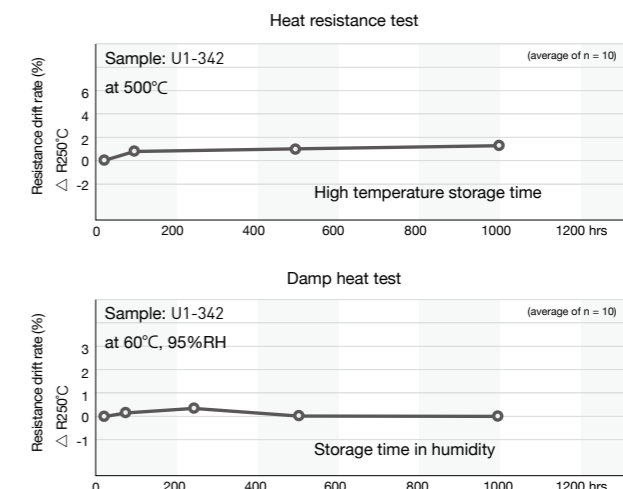 Heat resistance test
Sample: U1-342
(average of n = 10)
at 500℃
Resistance drift rate (%)
△ R250℃
6
4
2
0
-2
High temperature storage time
0 200 400 600 800 1000 1200 hrs
Damp heat test
Sample: U1-342
(average of n = 10)
at 60℃, 95%RH
Resistance drift rate (%)
△ R250℃
3
2
1
0
-1
Storage time in humidity
0 200 400 600 800 1000 1200 hrs